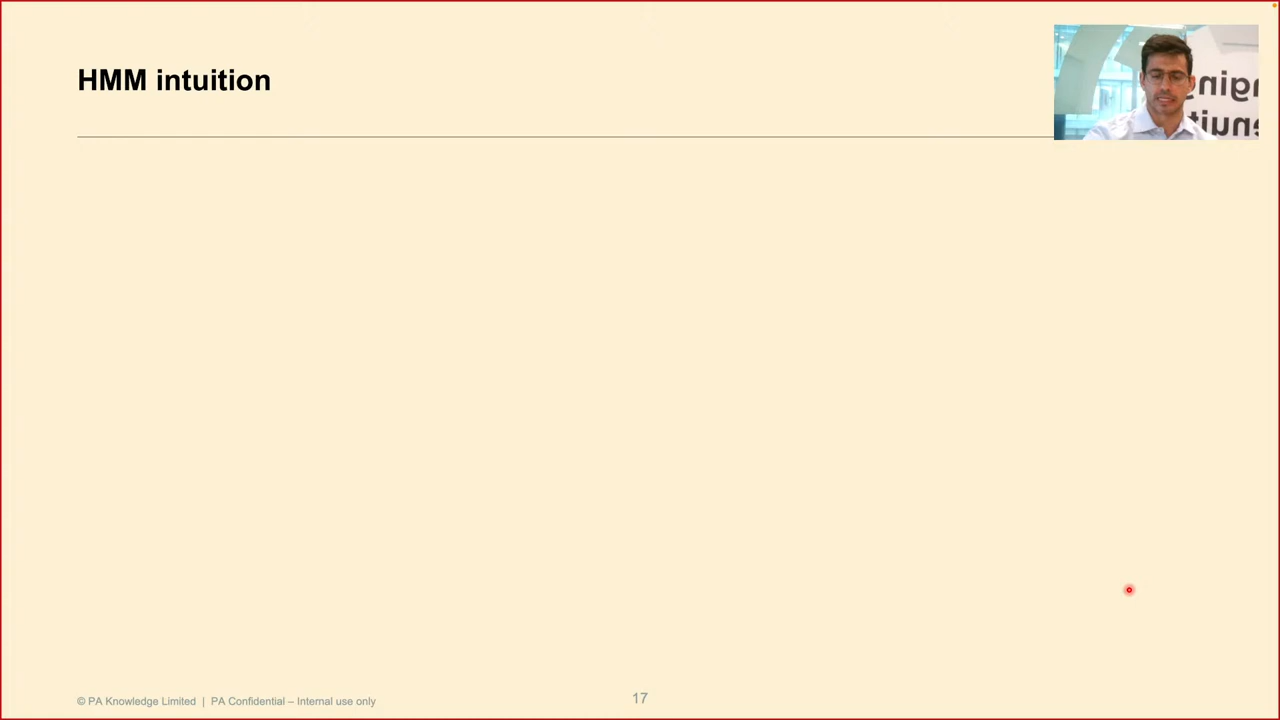 HMM intuition
© PA Knowledge Limited | PA Confidential – Internal use only
17